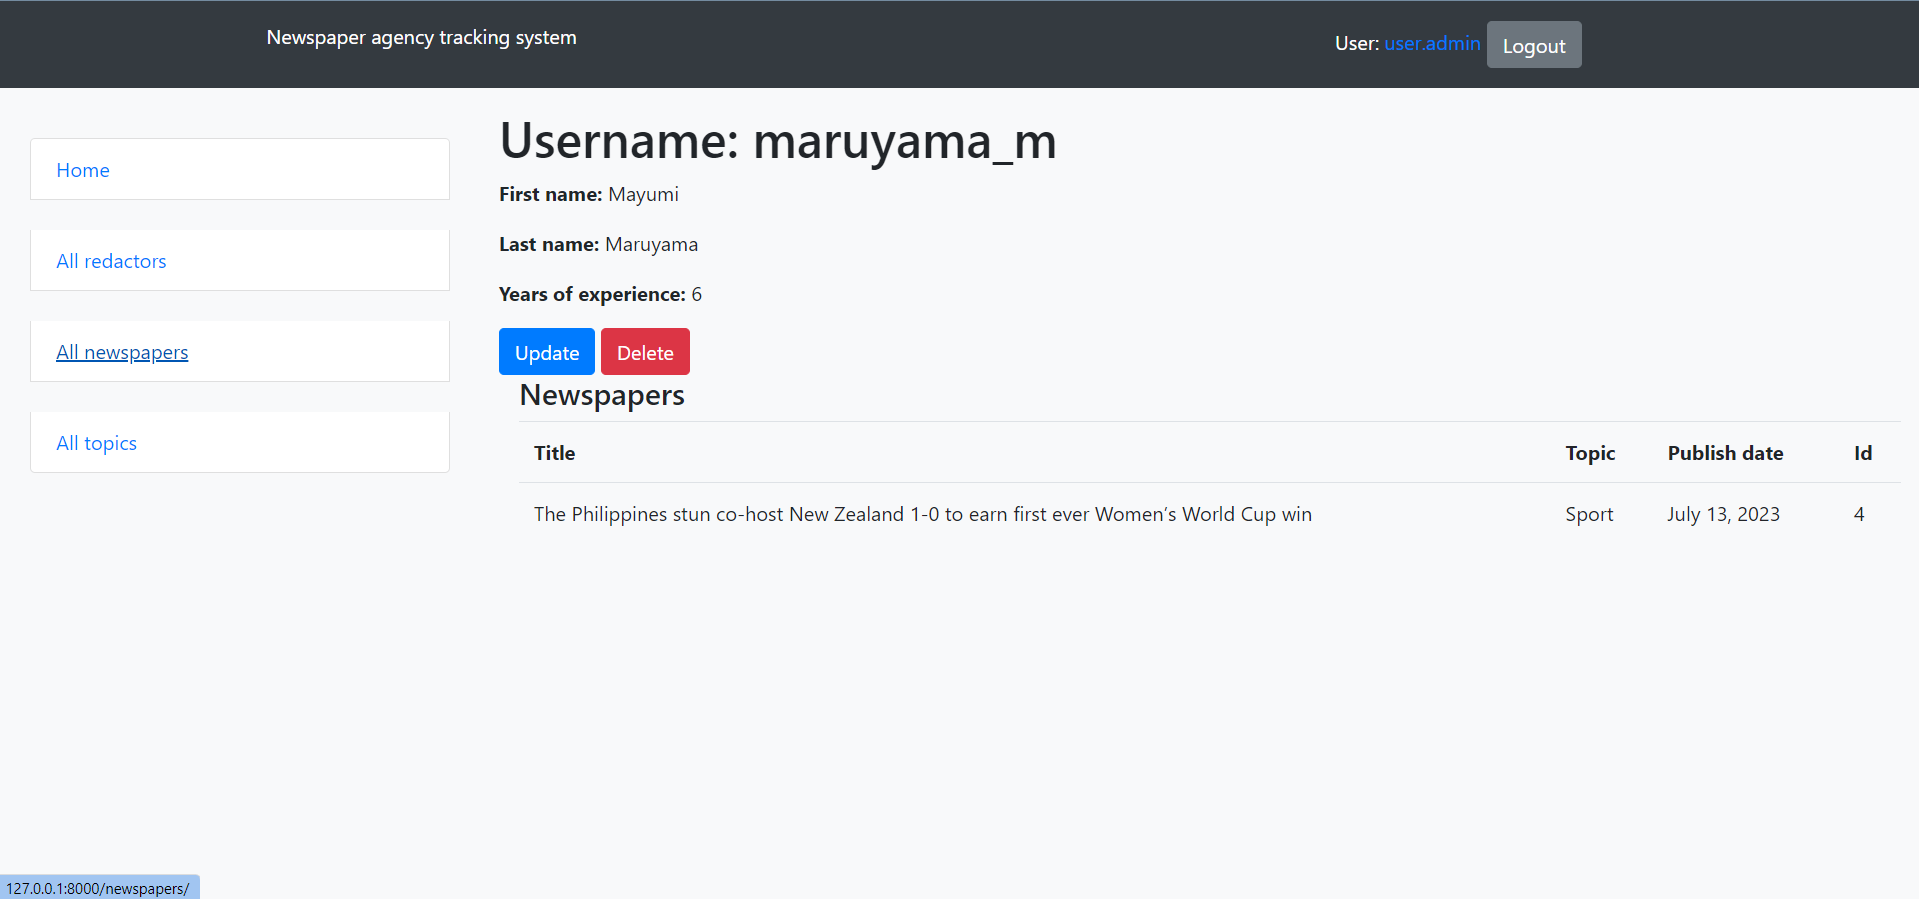 Newspaper agency tracking system
User: user.admin Logout
Home
All redactors
All newspapers
All topics
Username: maruyama_m
First name: Mayumi
Last name: Maruyama
Years of experience: 6
Update Delete
Newspapers
Title Topic Publish date Id
The Philippines stun co-host New Zealand 1-0 to earn first ever Women’s World Cup win Sport July 13, 2023 4
127.0.0.1:8000/newspapers/